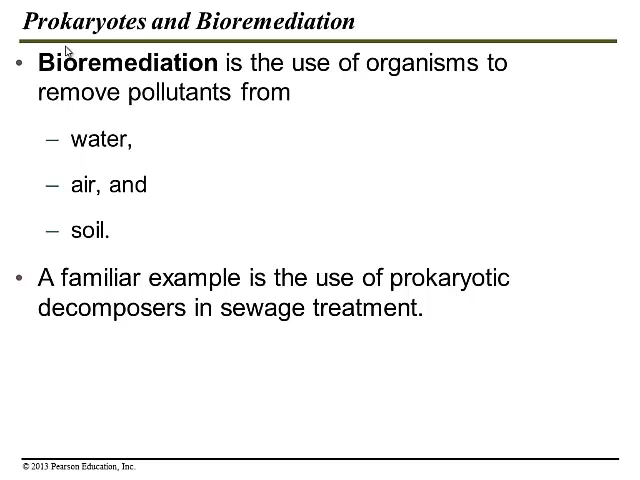 Prokaryotes and Bioremediation
• Bioremediation is the use of organisms to
remove pollutants from
– water,
– air, and
– soil.
• A familiar example is the use of prokaryotic
decomposers in sewage treatment.
© 2013 Pearson Education, Inc.